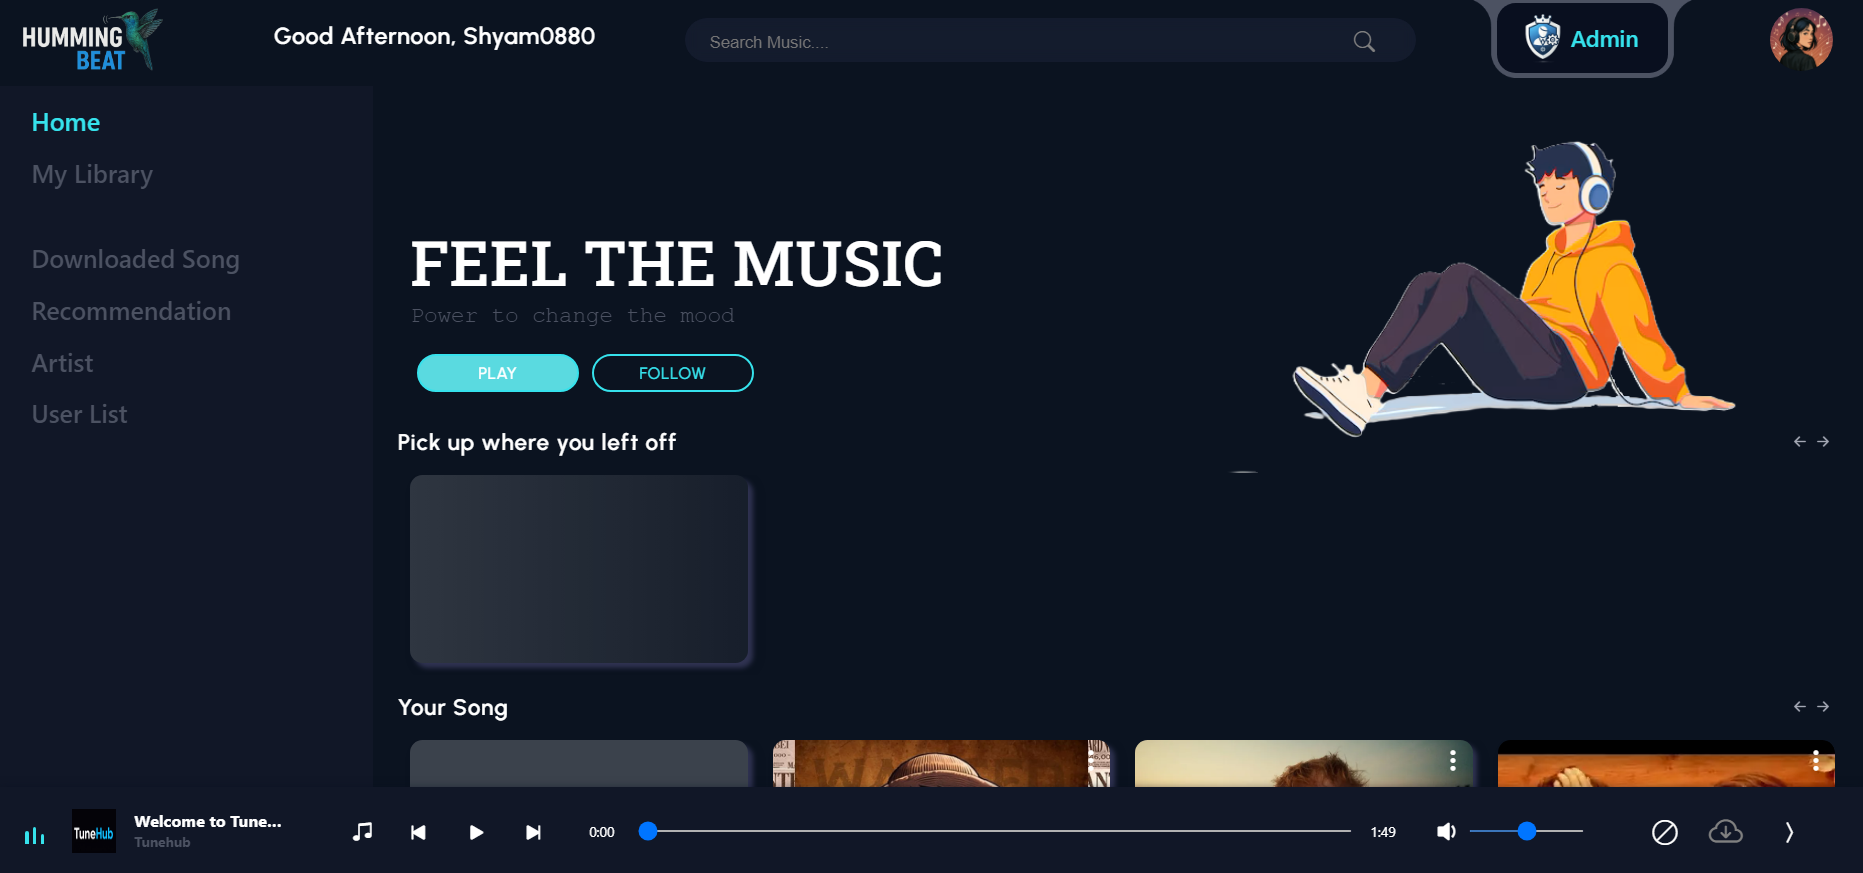 HUMMING
BEAT
Good Afternoon, Shyam0880
Search Music....
Admin
Home
My Library
Downloaded Song
Recommendation
Artist
User List
FEEL THE MUSIC
Power to change the mood
PLAY
FOLLOW
Pick up where you left off
Your Song
TuneHub
Welcome to Tune...
Tunehub
0:00
1:49